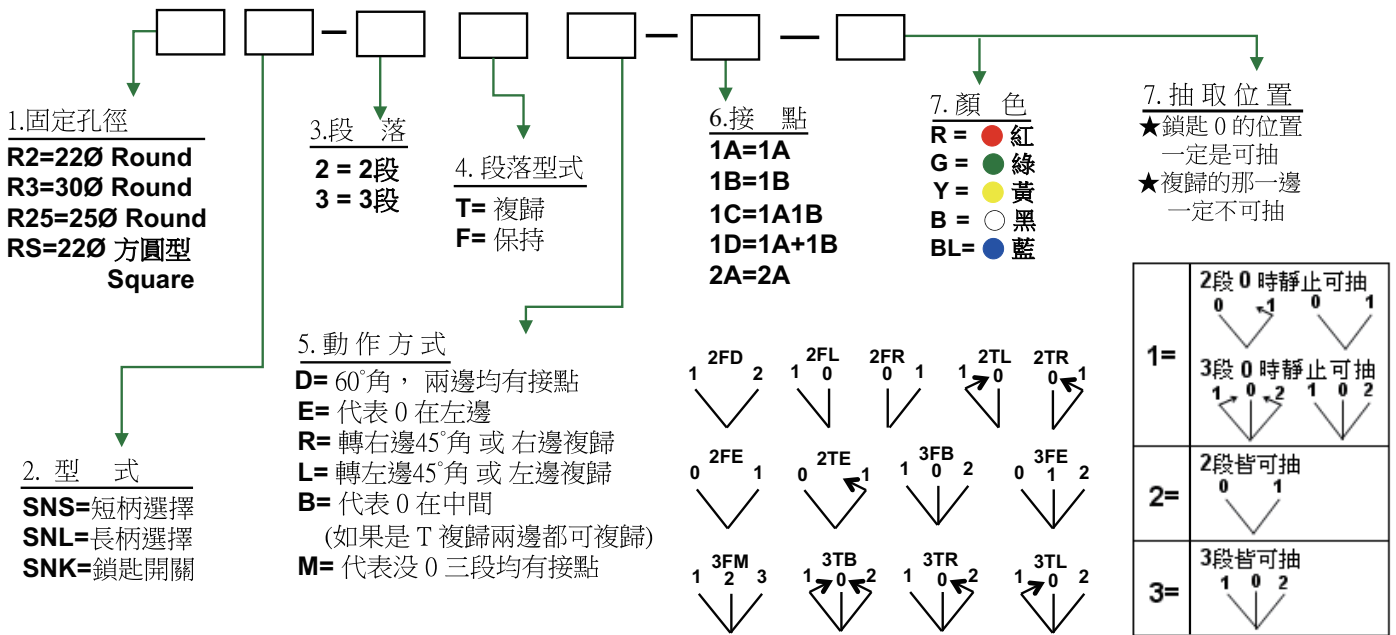 1.固定孔徑
R2=22Ø Round
R3=30Ø Round
R25=25Ø Round
RS=22Ø 方圓型
Square
2. 型 式
SNS=短柄選擇
SNL=長柄選擇
SNK=鎖匙開關
3.段 落
2 = 2段
3 = 3段
4. 段落型式
T= 複歸
F= 保持
5. 動作方式
D= 60°角， 兩邊均有接點
E= 代表 0 在左邊
R= 轉右邊45°角 或 右邊複歸
L= 轉左邊45°角 或 左邊複歸
B= 代表 0 在中間
(如果是 T 複歸兩邊都可複歸)
M= 代表没 0 三段均有接點
6.接 點
1A=1A
1B=1B
1C=1A1B
1D=1A+1B
2A=2A
7. 顏 色
R = 紅
G = 綠
Y = 黃
B = 黑
BL= 藍
7. 抽取位置
★鎖匙 0 的位置
一定是可抽
★複歸的那一邊
一定不可抽
2FD
1 2
2FL
1 0
2FR
0 1
2TL
1 0
2TR
0 1
2FE
0 1
2TE
0 1
3FB
1 0 2
3FE
0 1 2
3FM
1 2 3
3TB
1 0 2
3TR
1 0 2
3TL
1 0 2
1=
2段 0 時靜止可抽
0 1 0 1
3段 0 時靜止可抽
1 0 2 1 0 2
2=
2段皆可抽
0 1
3=
3段皆可抽
1 0 2